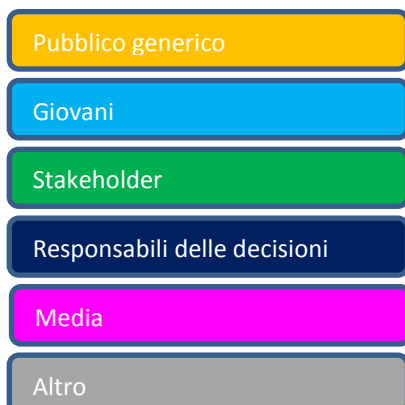 Pubblico generico
Giovani
Stakeholder
Responsabili delle decisioni
Media
Altro